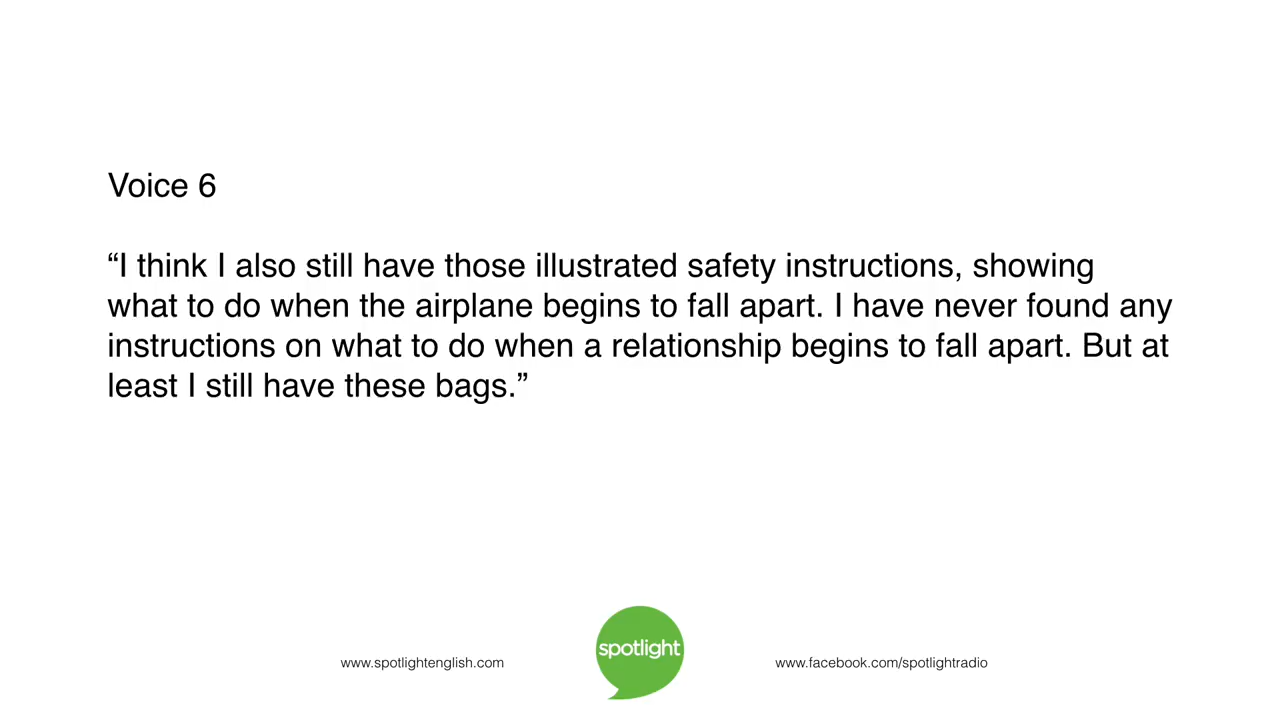 Voice 6
“I think I also still have those illustrated safety instructions, showing
what to do when the airplane begins to fall apart. I have never found any
instructions on what to do when a relationship begins to fall apart. But at
least I still have these bags.”
spotlight
www.spotlightenglish.com
www.facebook.com/spotlightradio